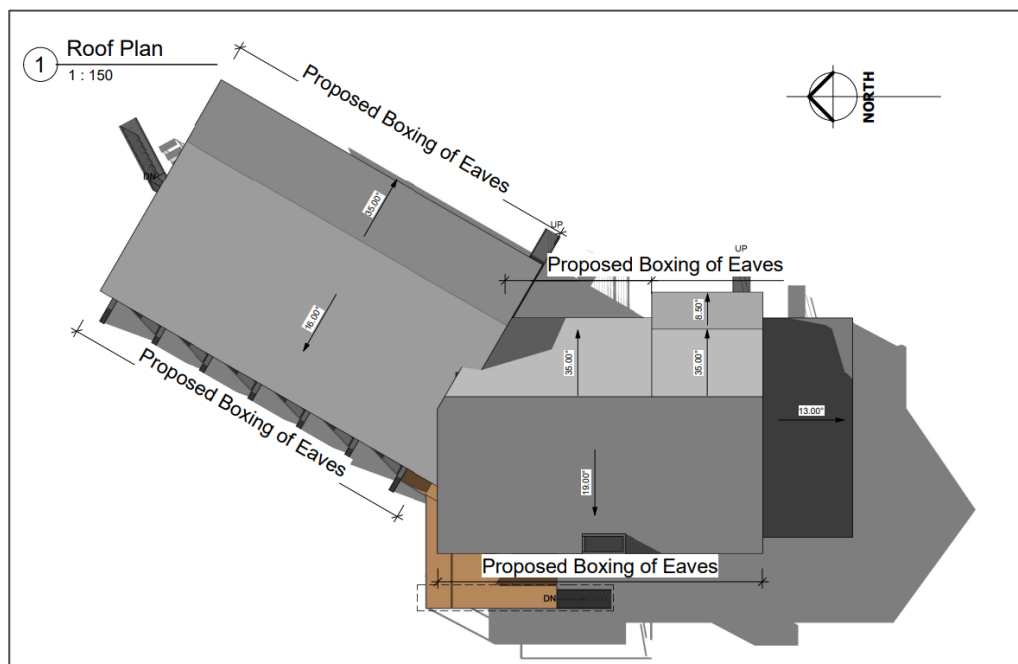 1
Roof Plan
1 : 150
Proposed Boxing of Eaves
NORTH
DN
35.00°
UP
UP
Proposed Boxing of Eaves
8.50°
16.00°
35.00°
35.00°
13.00°
Proposed Boxing of Eaves
19.00°
Proposed Boxing of Eaves
DN